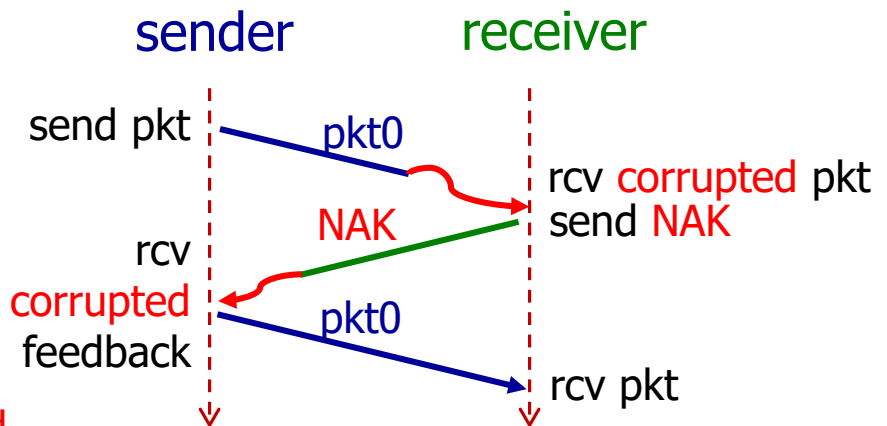 sender receiver
send pkt
pkt0
rcv corrupted pkt
send NAK
NAK
rcv
corrupted
feedback
pkt0
rcv pkt